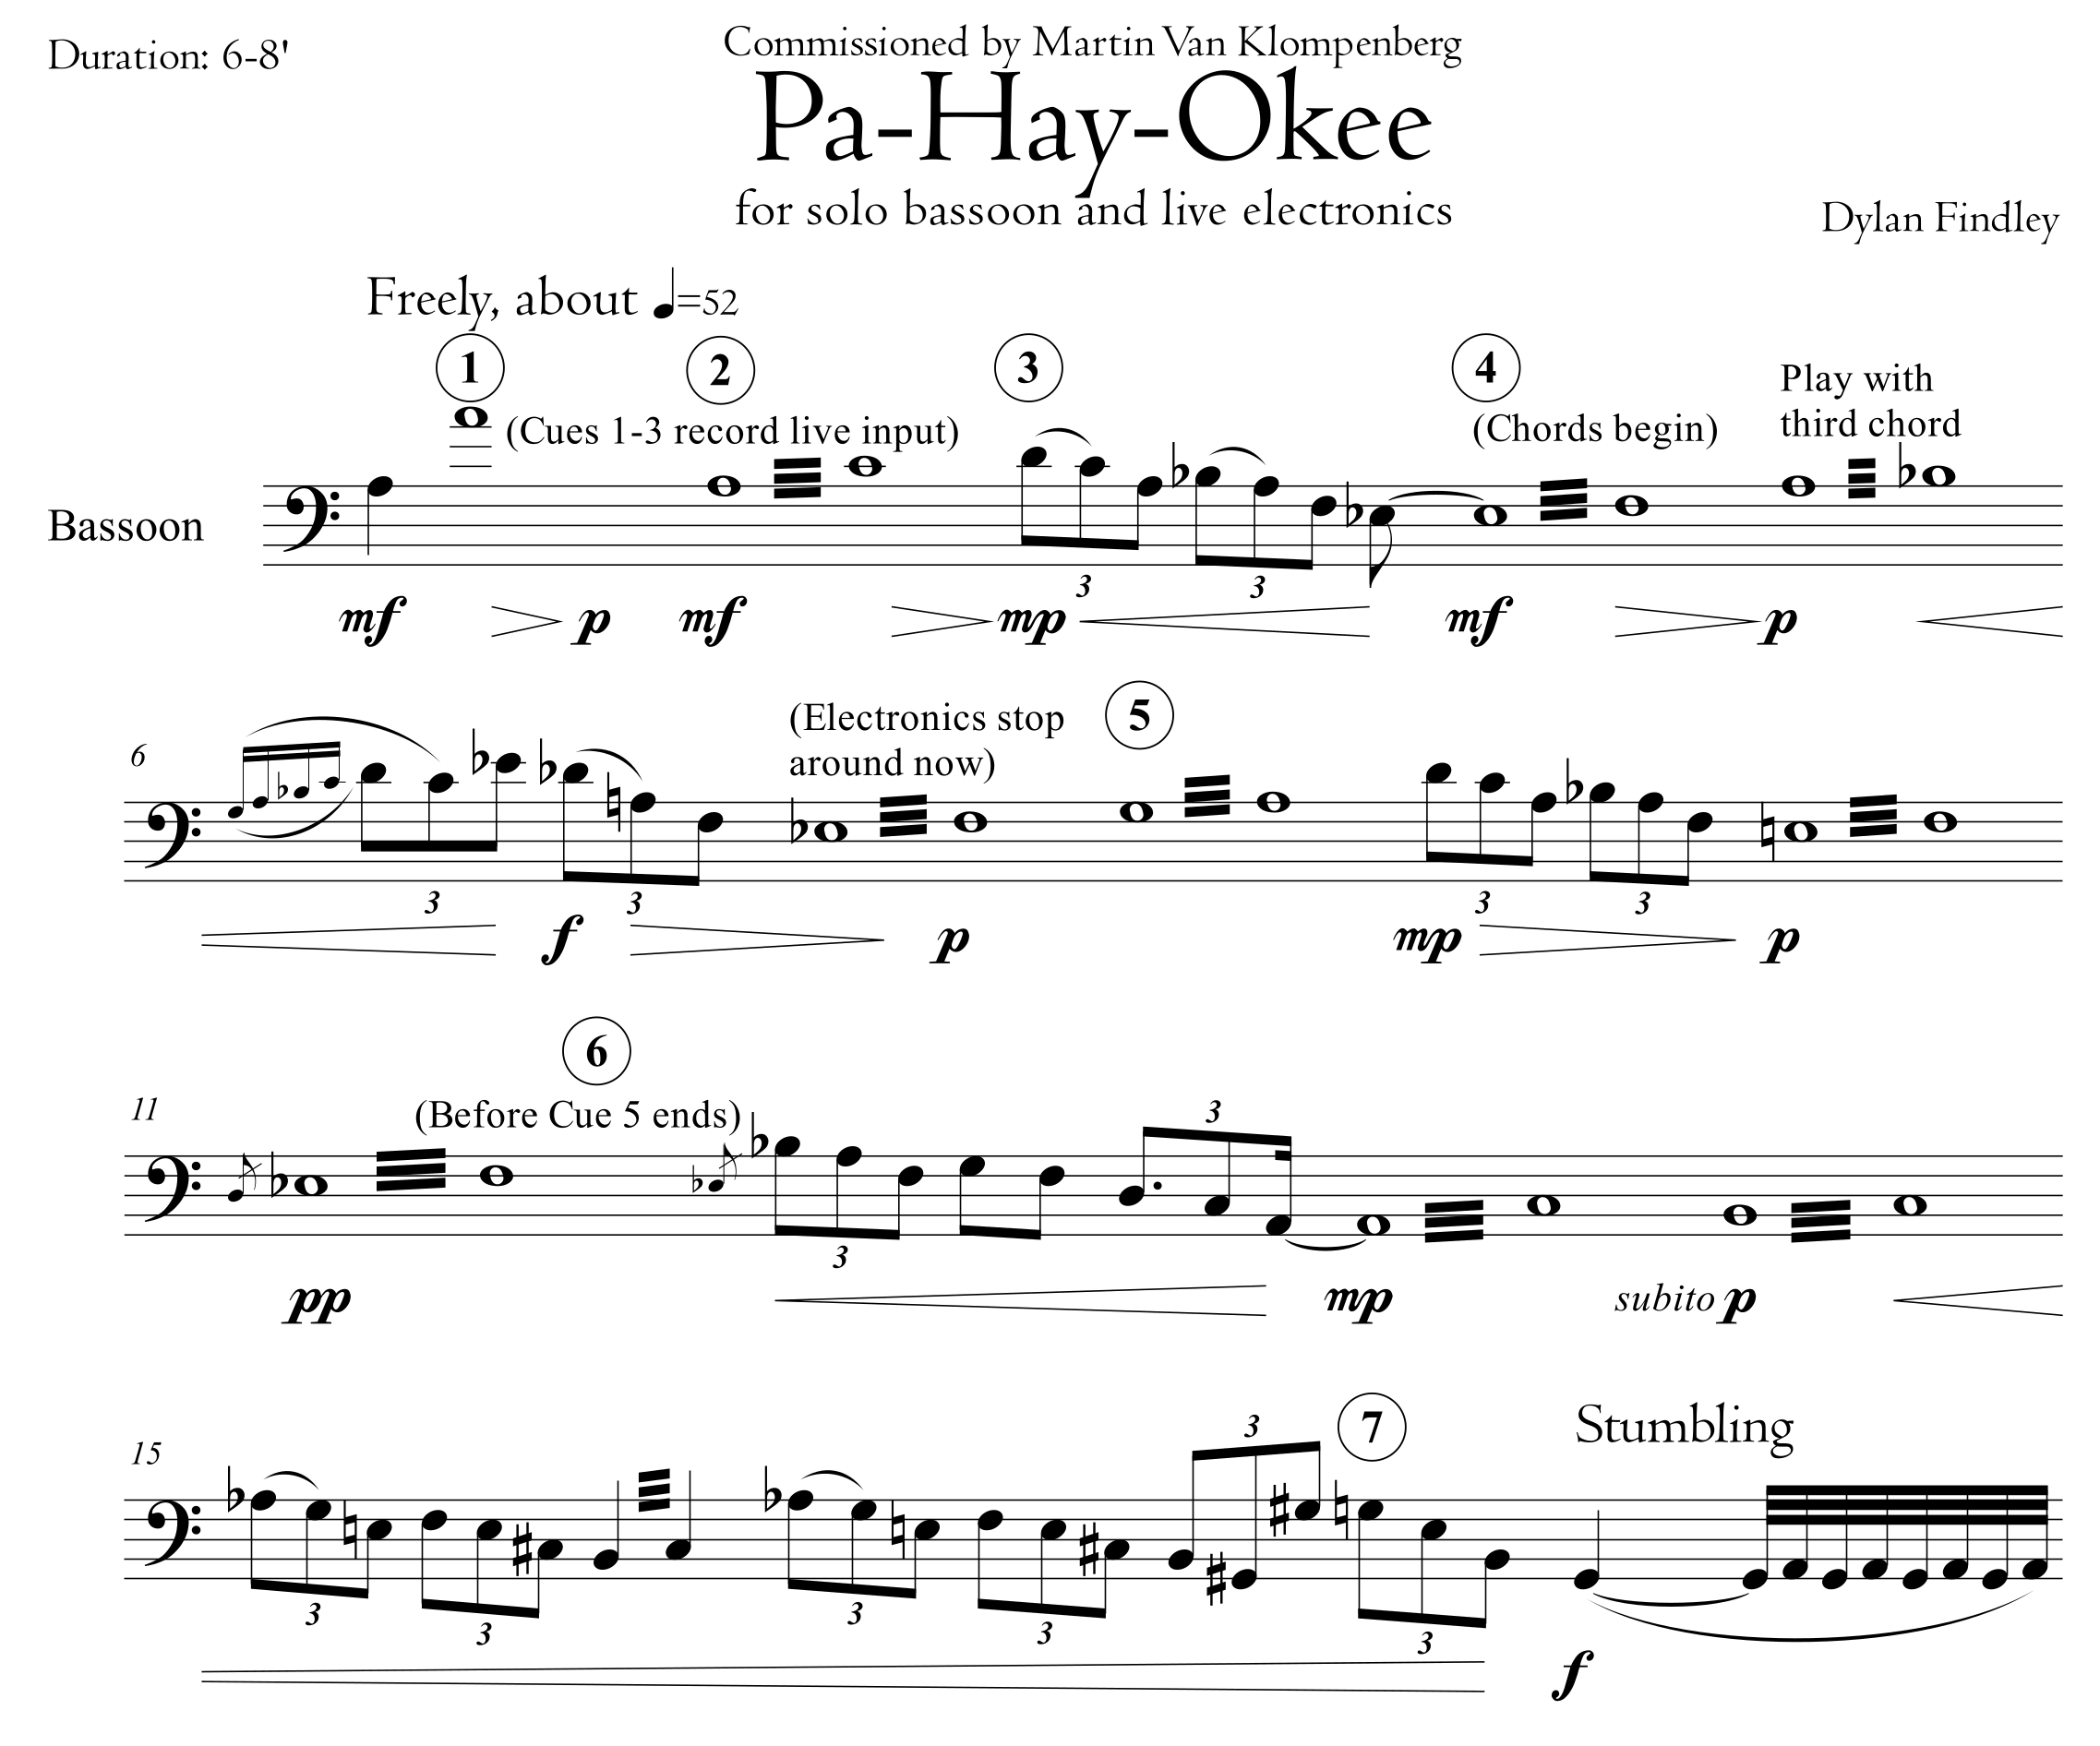 Duration: 6-8'
Commissioned by Martin Van Klompenberg
Pa-Hay-Okee
for solo bassoon and live electronics
Dylan Findley
Freely, about ♩=52
1 2 3 4
(Cues 1-3 record live input)
(Chords begin)
Play with
third chord
Bassoon
3 3
mf p mf mp mf p
6
(Electronics stop
around now)
5
3 3 3 3
f p mp p
11
(Before Cue 5 ends)
6
3
3
pp mp subito p
15
7
Stumbling
3
3 3 3 3 3
f